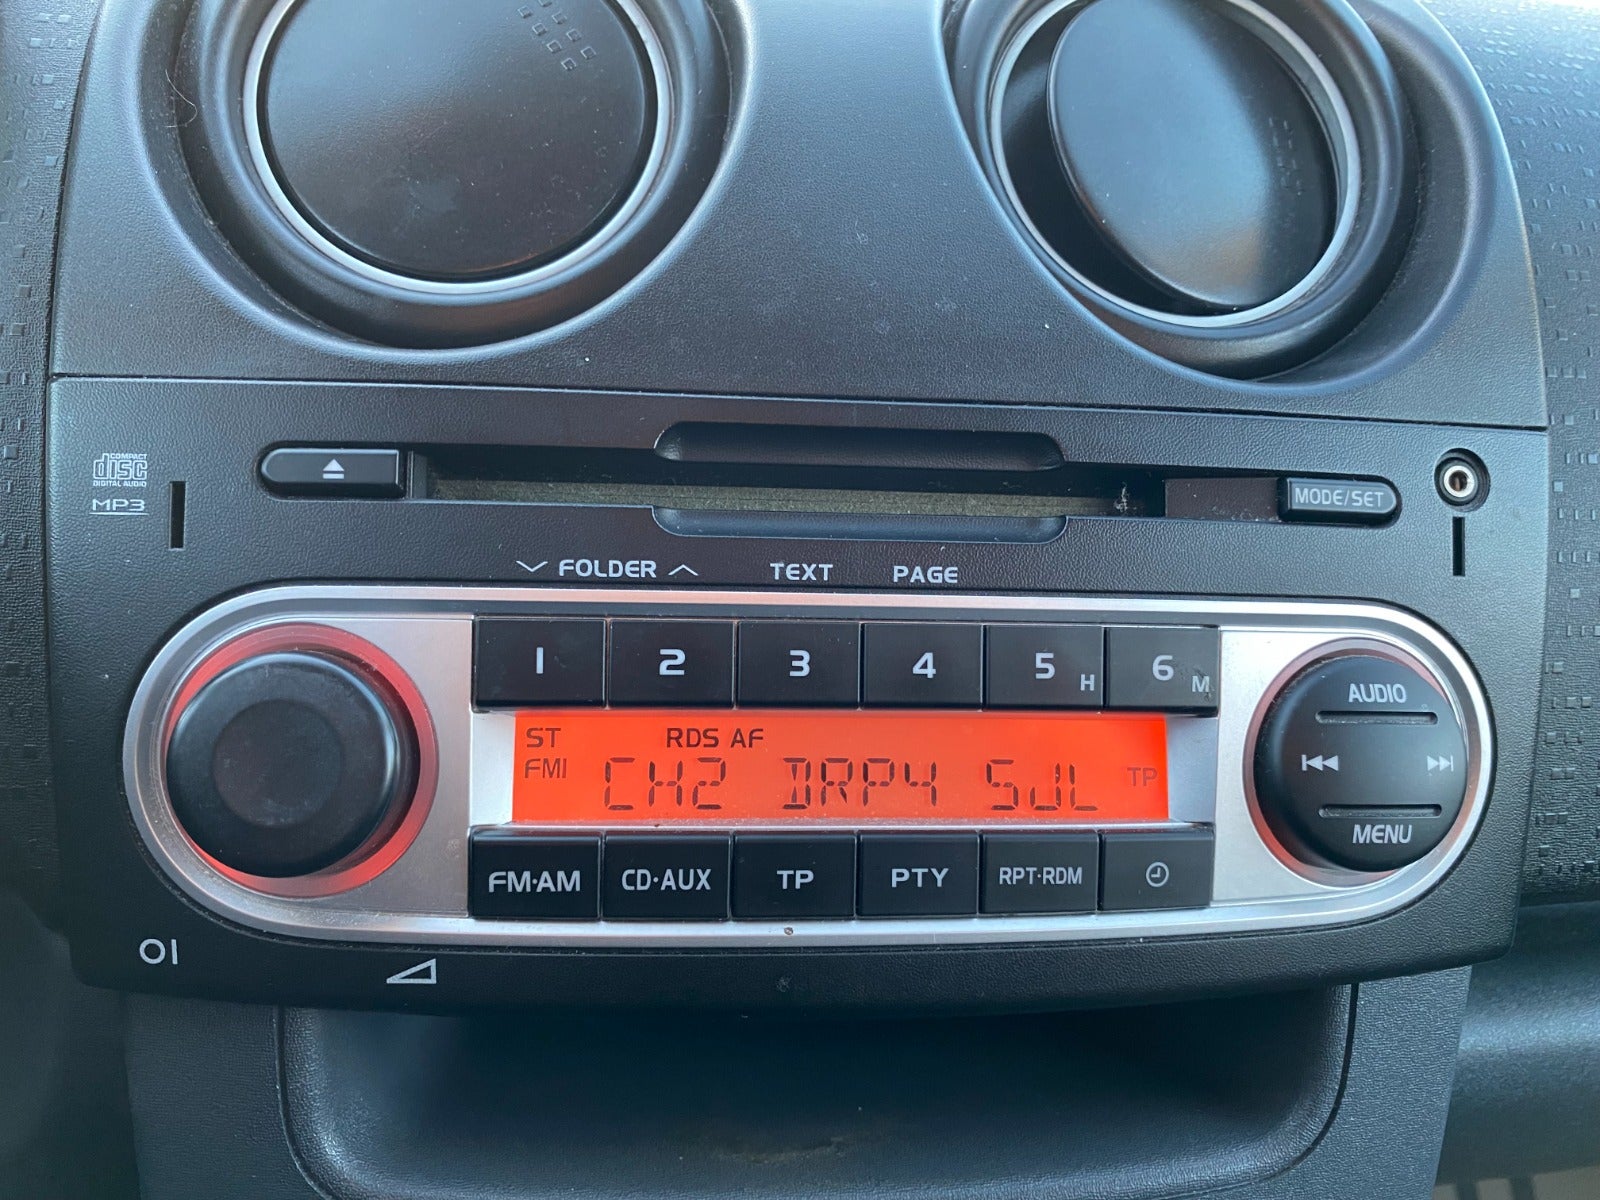 COMPACT
disc
DIGITAL AUDIO
MP3
MODE/SET
FOLDER
TEXT
PAGE
1
2
3
4
5 H
6 M
ST
RDS AF
FM1
CH2 DRP4 SJL
TP
AUDIO
MENU
FM·AM
CD·AUX
TP
PTY
RPT·RDM